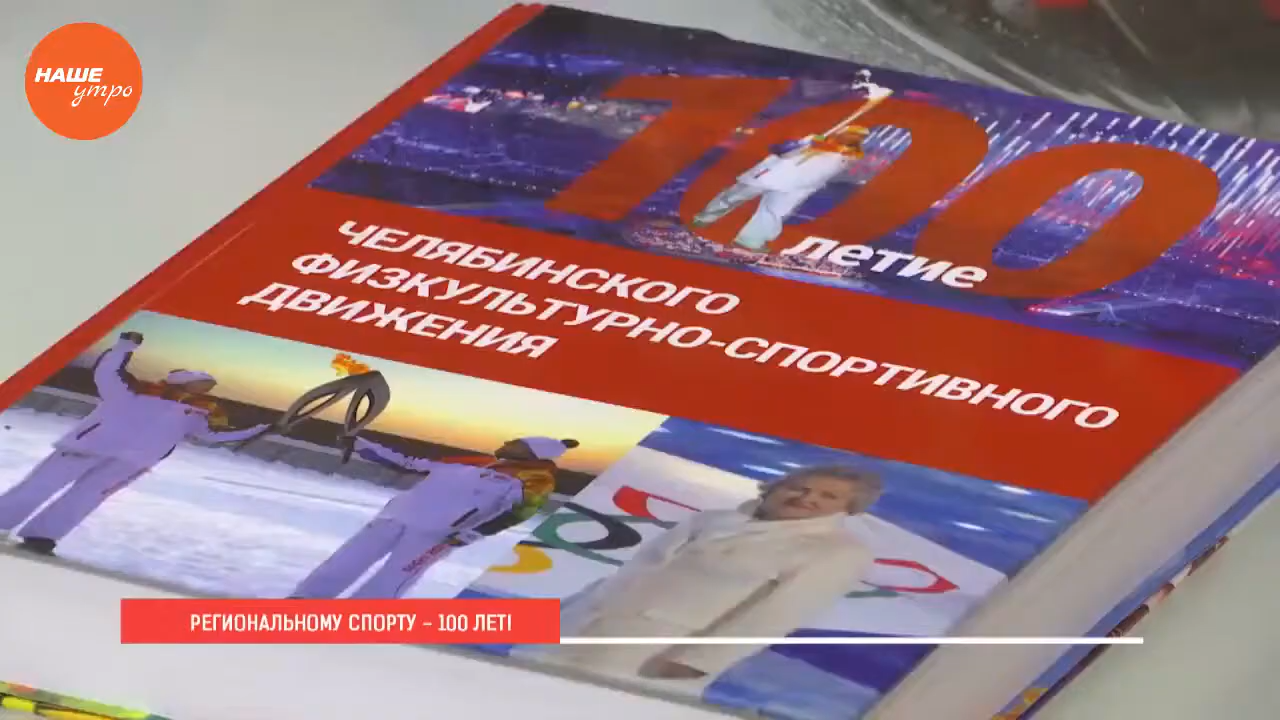 НАШЕ
утро
100
летие
ЧЕЛЯБИНСКОГО
ФИЗКУЛЬТУРНО-СПОРТИВНОГО
ДВИЖЕНИЯ
РЕГИОНАЛЬНОМУ СПОРТУ – 100 ЛЕТ!